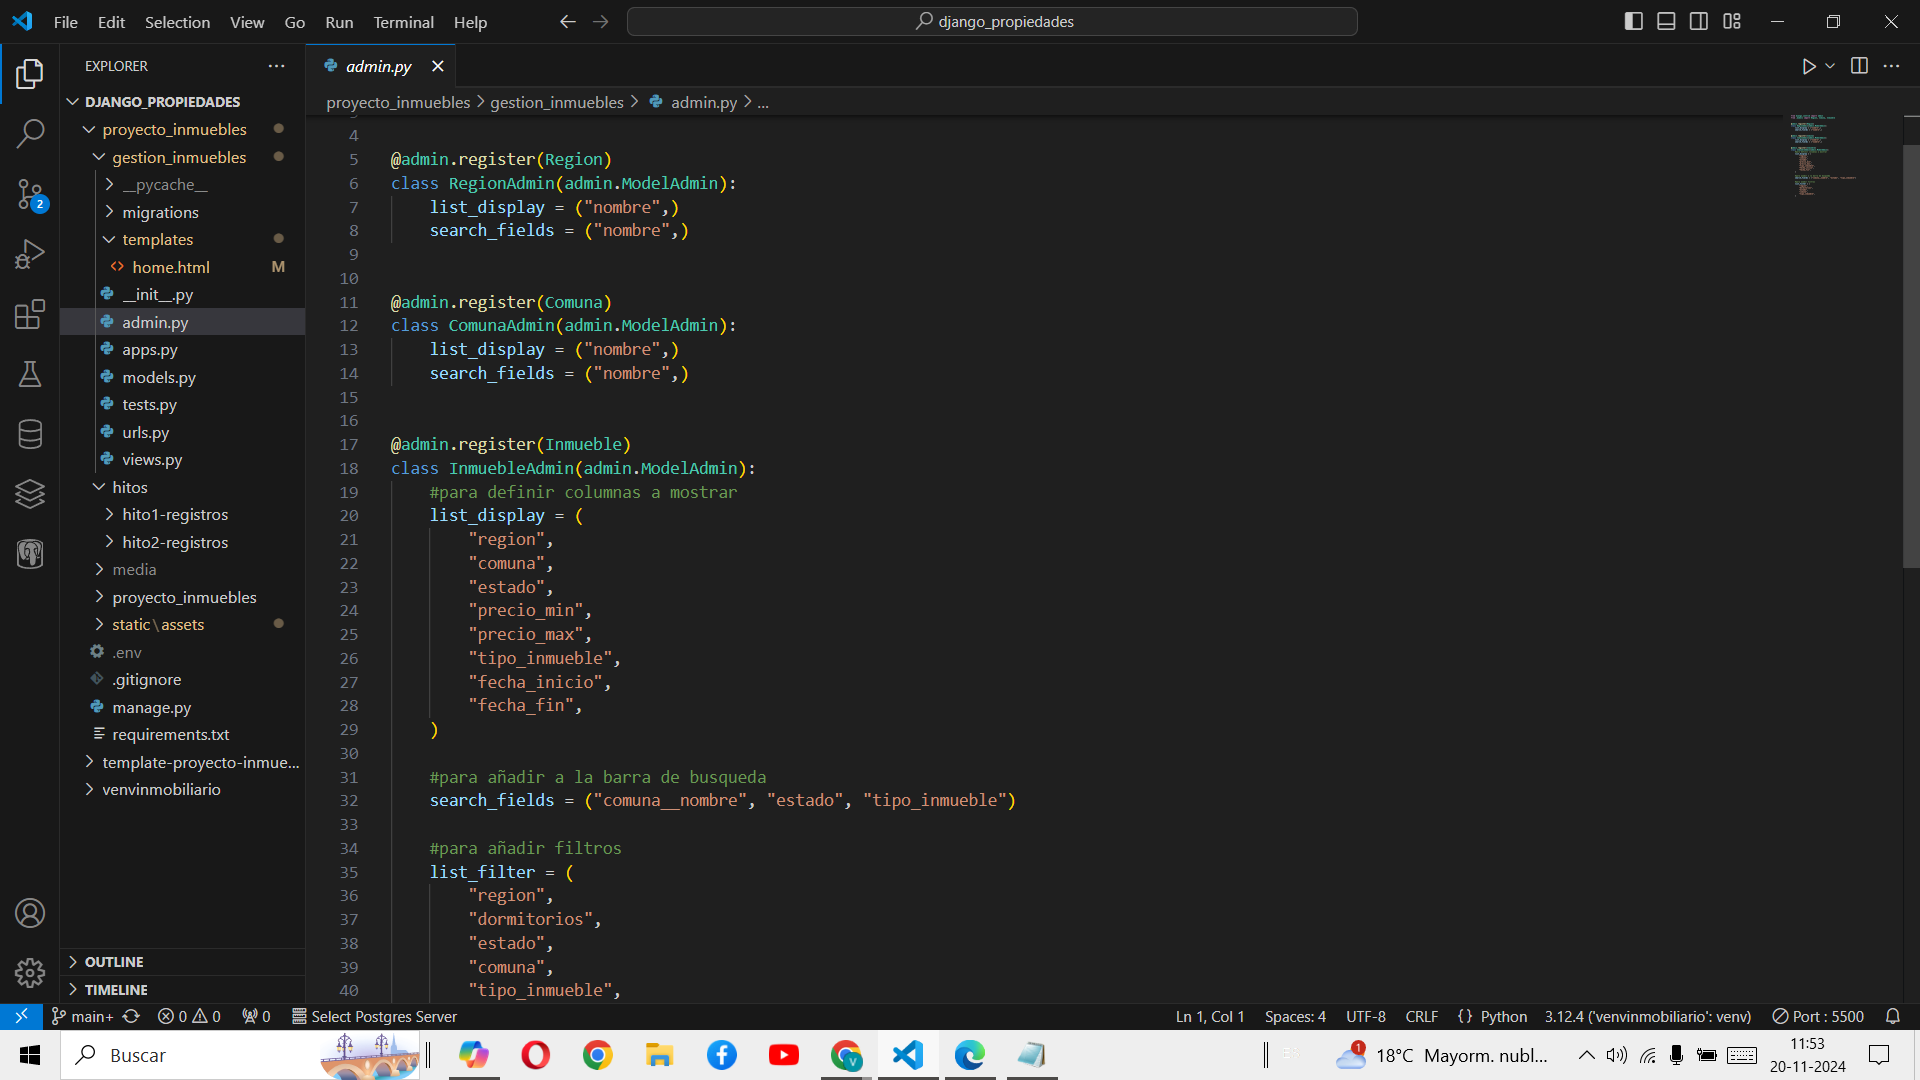 File Edit Selection View Go Run Terminal Help
django_propiedades
EXPLORER
DJANGO_PROPIEDADES
proyecto_inmuebles
gestion_inmuebles
__pycache__
migrations
templates
home.html M
__init__.py
admin.py
apps.py
models.py
tests.py
urls.py
views.py
hitos
hito1-registros
hito2-registros
media
proyecto_inmuebles
static\assets
.env
.gitignore
manage.py
requirements.txt
template-proyecto-inmue...
venvinmobiliario
OUTLINE
TIMELINE
2
admin.py
proyecto_inmuebles > gestion_inmuebles > admin.py > ...
4
5 @admin.register(Region)
6 class RegionAdmin(admin.ModelAdmin):
7 list_display = ("nombre",)
8 search_fields = ("nombre",)
9
10
11 @admin.register(Comuna)
12 class ComunaAdmin(admin.ModelAdmin):
13 list_display = ("nombre",)
14 search_fields = ("nombre",)
15
16
17 @admin.register(Inmueble)
18 class InmuebleAdmin(admin.ModelAdmin):
19 #para definir columnas a mostrar
20 list_display = (
21 "region",
22 "comuna",
23 "estado",
24 "precio_min",
25 "precio_max",
26 "tipo_inmueble",
27 "fecha_inicio",
28 "fecha_fin",
29 )
30
31 #para añadir a la barra de busqueda
32 search_fields = ("comuna__nombre", "estado", "tipo_inmueble")
33
34 #para añadir filtros
35 list_filter = (
36 "region",
37 "dormitorios",
38 "estado",
39 "comuna",
40 "tipo_inmueble",
main+ 0 0 0 Select Postgres Server
Ln 1, Col 1 Spaces: 4 UTF-8 CRLF {} Python 3.12.4 ('venvinmobiliario': venv) Port : 5500
Buscar
1 18°C Mayorm. nubl...
11:53
20-11-2024